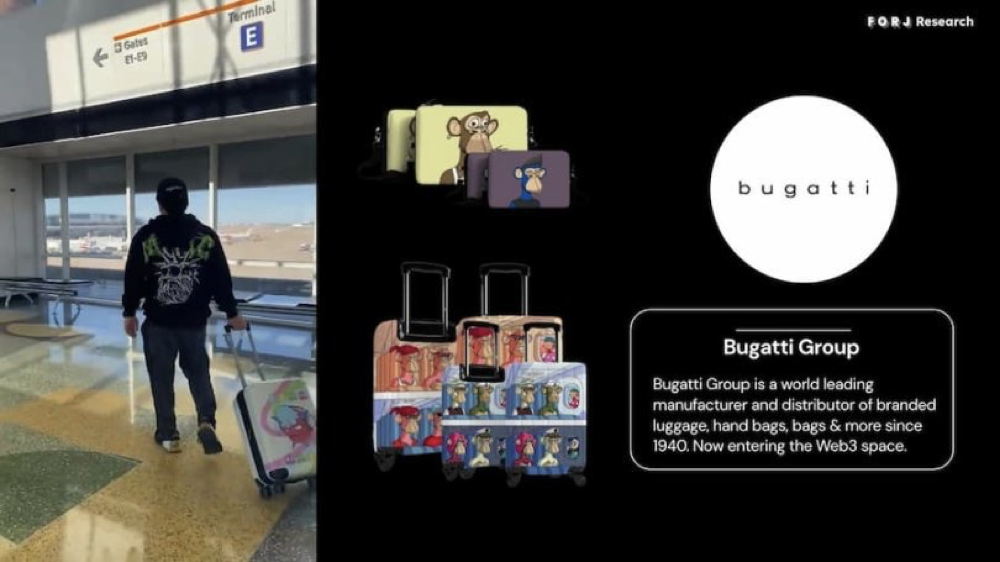 Terminal
E
Gates
E1-E9
FORJ Research
bugatti
Bugatti Group
Bugatti Group is a world leading
manufacturer and distributor of branded
luggage, hand bags, bags & more since
1940. Now entering the Web3 space.